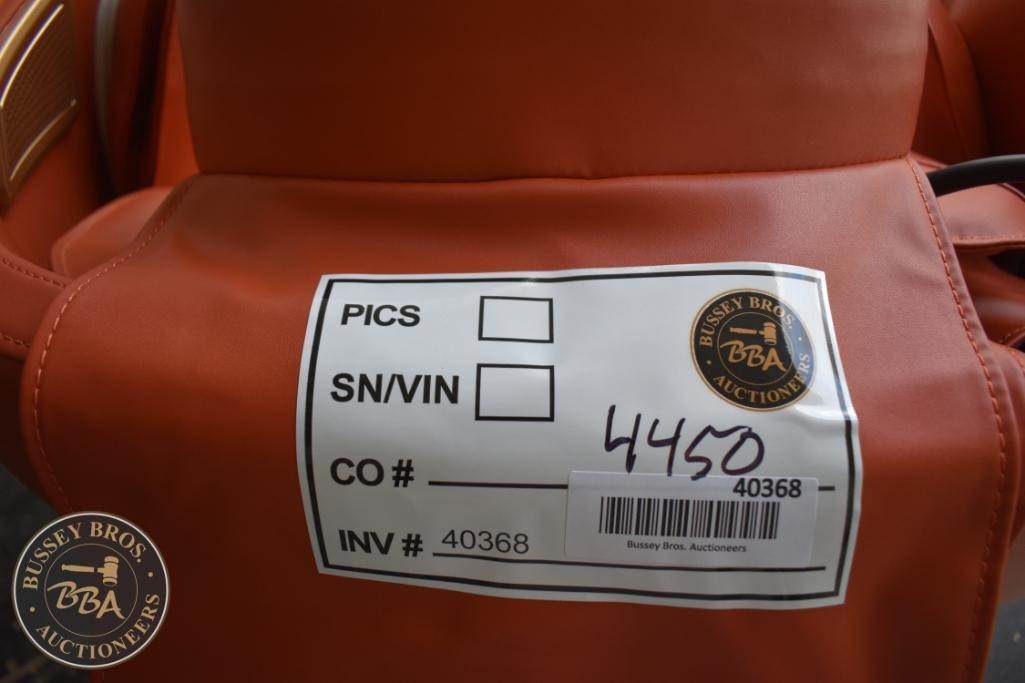 PICS
SN/VIN
CO #
INV # 40368
BUSSEY BROS.
BBA
AUCTIONEERS
4450
40368
Bussey Bros. Auctioneers
BUSSEY BROS.
BBA
AUCTIONEERS